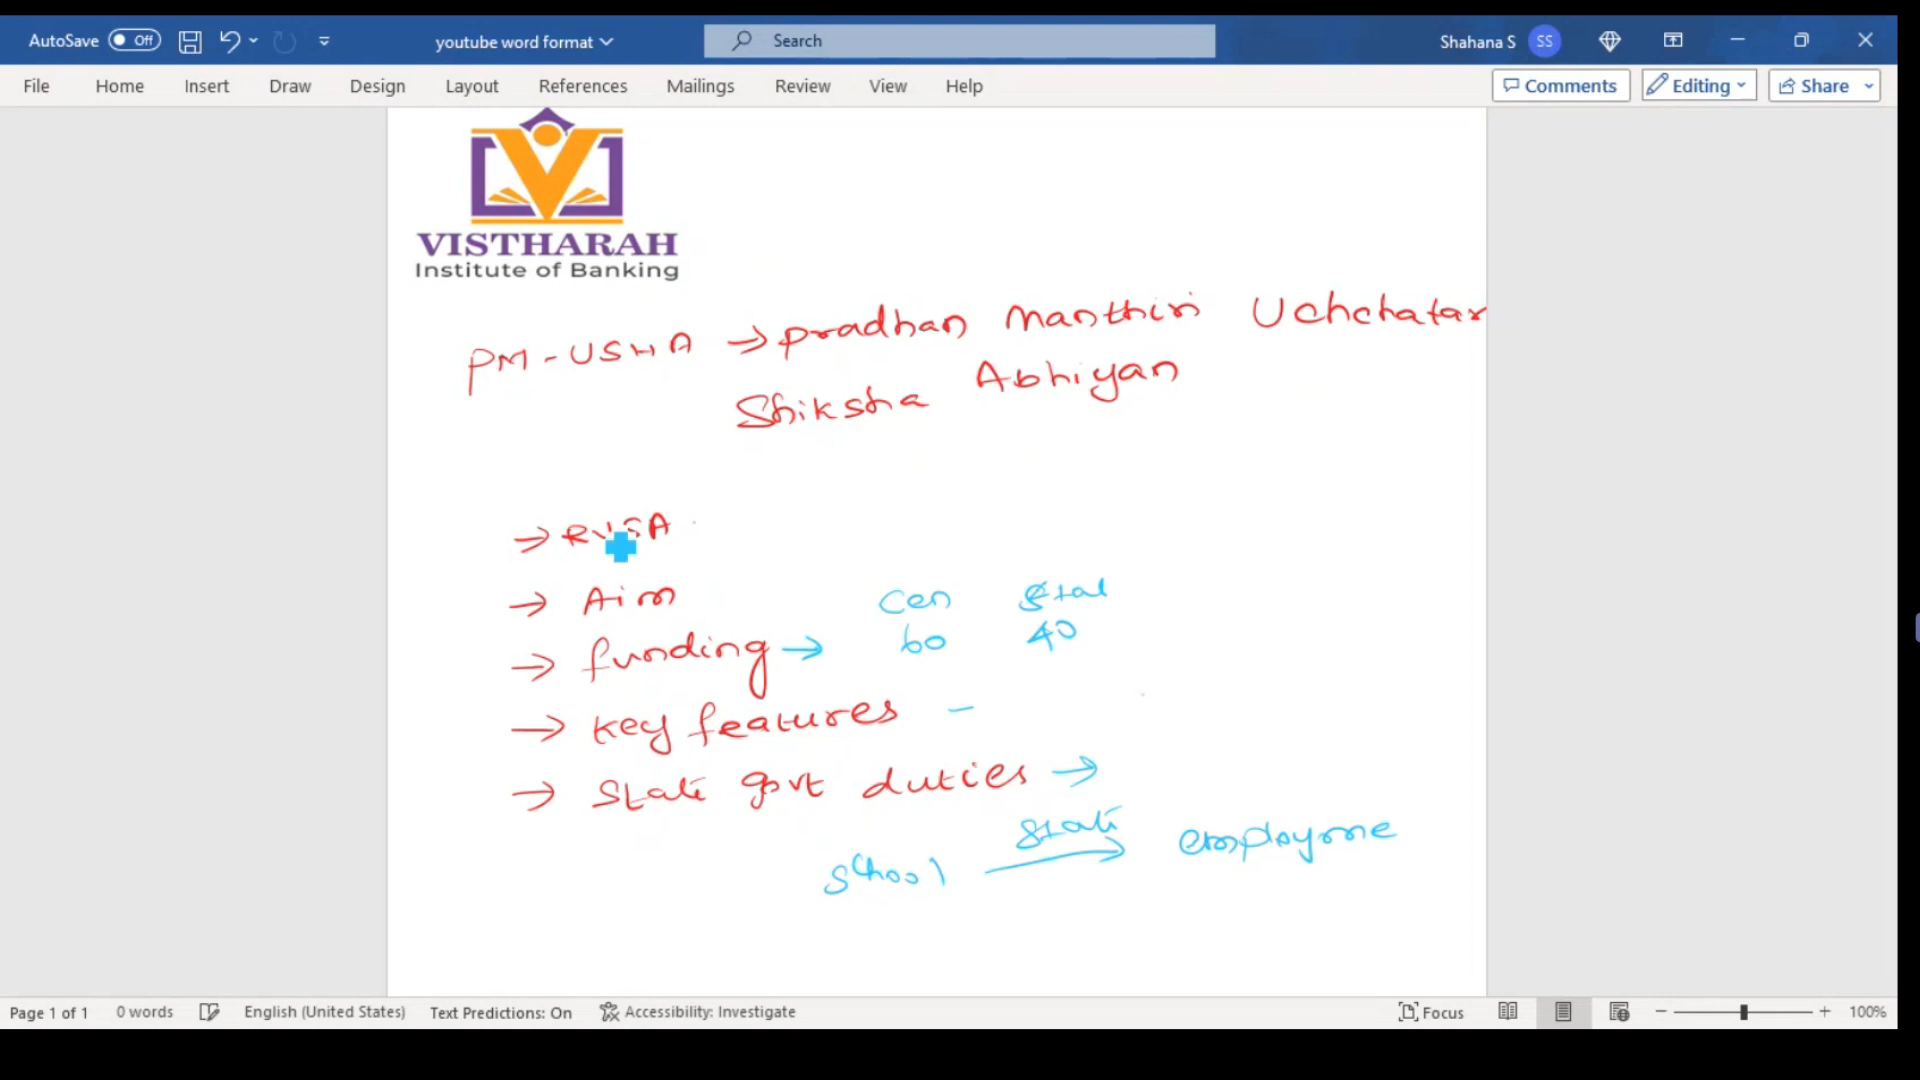 AutoSave Off youtube word format Search Shahana S SS
File Home Insert Draw Design Layout References Mailings Review View Help Comments Editing Share
VISTHARAH
Institute of Banking
PM-USHA → pradhan Manthiri Uchchatar
Shiksha Abhiyan
→ RUSA
→ Aim
Cen Stat
→ funding → 60 40
→ Key features -
→ State govt duties →
State
School → employme
Page 1 of 1 0 words English (United States) Text Predictions: On Accessibility: Investigate Focus 100%